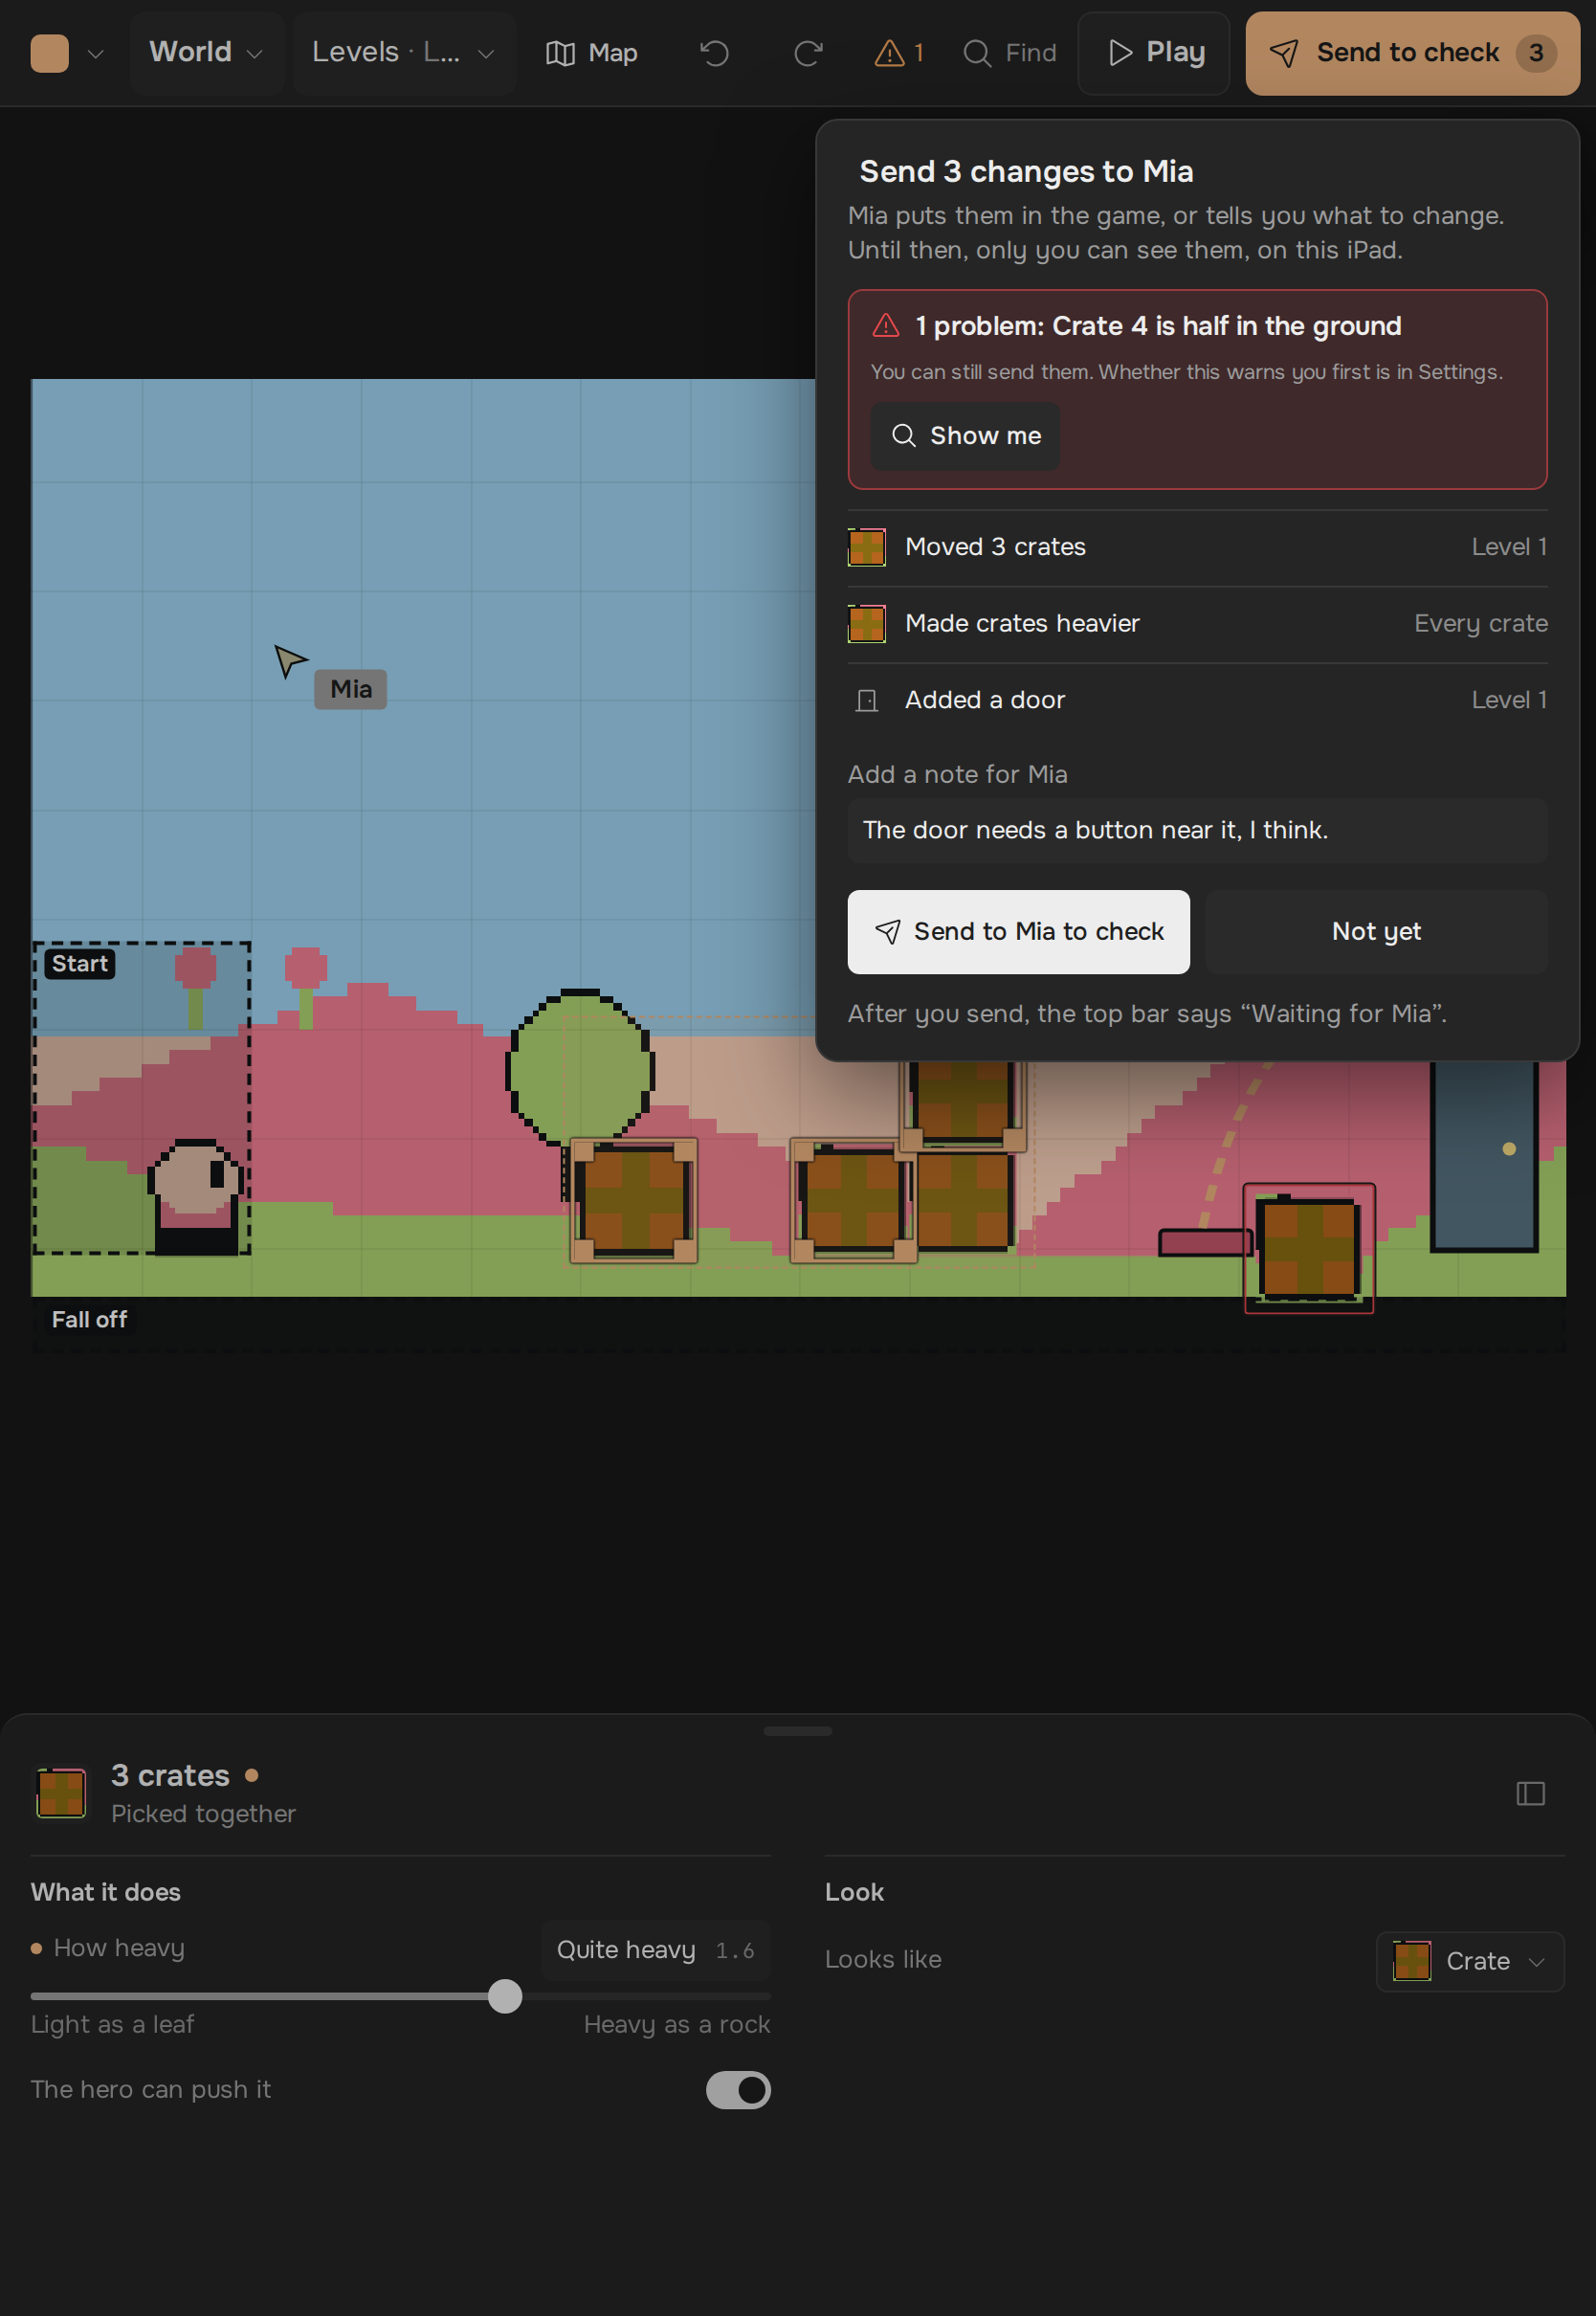 World
Levels · L...
Map
1
Find
Play
Send to check 3
Send 3 changes to Mia
Mia puts them in the game, or tells you what to change.
Until then, only you can see them, on this iPad.
1 problem: Crate 4 is half in the ground
You can still send them. Whether this warns you first is in Settings.
Show me
Moved 3 crates Level 1
Made crates heavier Every crate
Added a door Level 1
Add a note for Mia
The door needs a button near it, I think.
Send to Mia to check
Not yet
After you send, the top bar says “Waiting for Mia”.
Mia
Start
Fall off
3 crates
Picked together
What it does
How heavy
Quite heavy 1.6
Light as a leaf
Heavy as a rock
The hero can push it
Look
Looks like
Crate